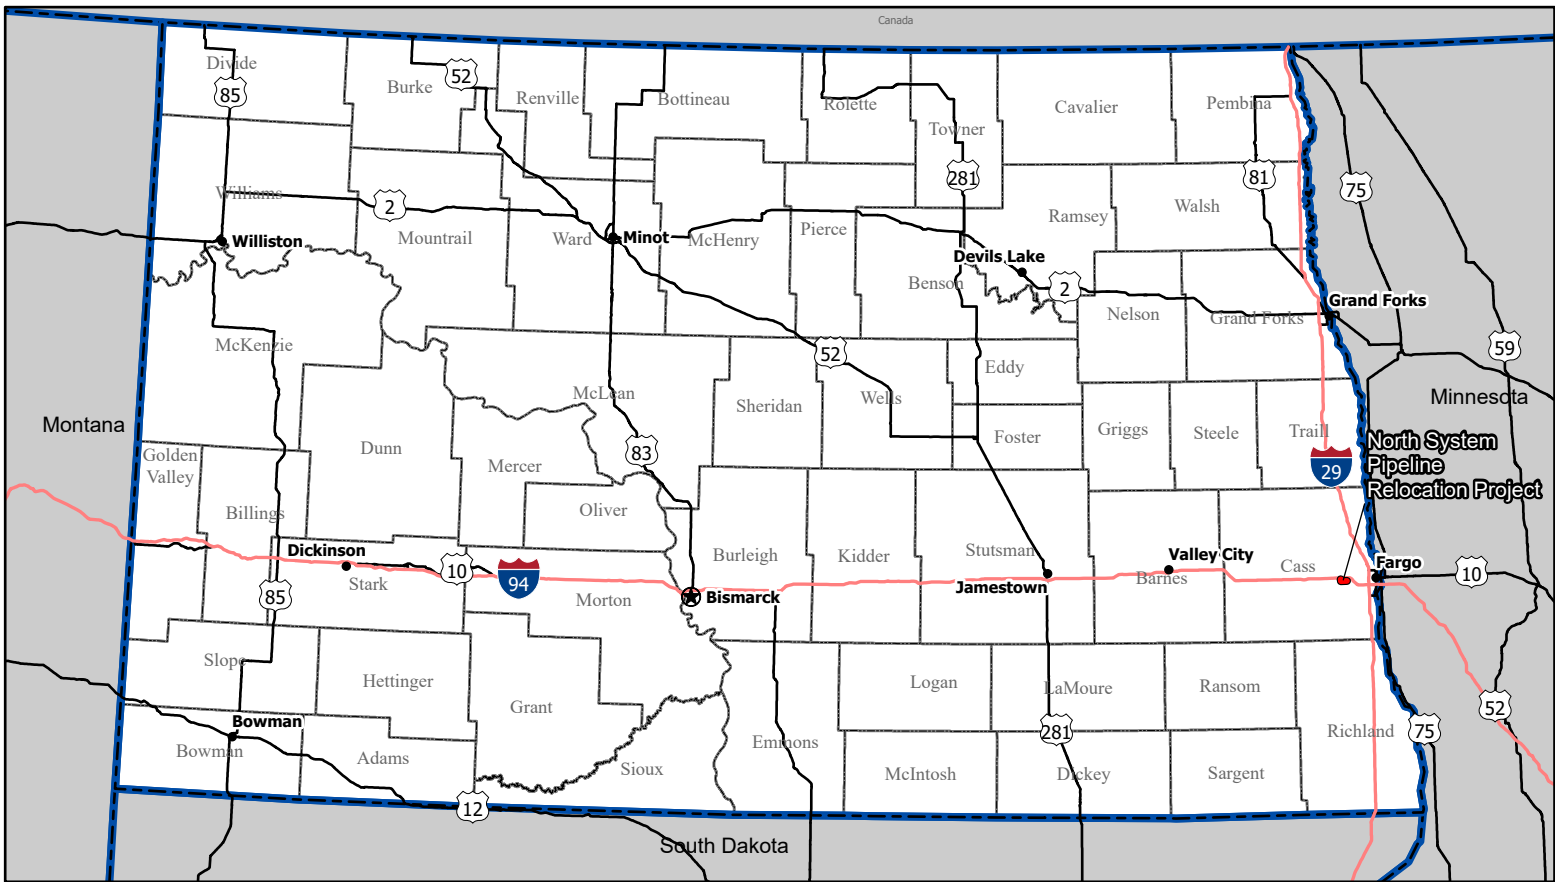 Canada
Divide
85
Burke
52
Renville
Bottineau
Rolette
Towner
Cavalier
Pembina
281
81
75
Williams
2
Mountrail
Ward
Minot
McHenry
Pierce
Ramsey
Walsh
Williston
Devils Lake
Benson
2
Nelson
Grand Forks
Grand Forks
McKenzie
52
59
Eddy
McLean
Sheridan
Wells
Montana
Minnesota
Dunn
Foster
Griggs
Steele
Traill
North System
Pipeline
Relocation Project
Golden
Valley
83
Mercer
29
Billings
Oliver
Dickinson
Burleigh
Kidder
Stutsman
Valley City
Cass
Fargo
10
94
10
Stark
Barnes
Jamestown
85
Morton
Bismarck
Slope
Hettinger
Logan
LaMoure
Ransom
Grant
52
Bowman
Bowman
Adams
Emmons
281
Richland
75
Sioux
McIntosh
Dickey
Sargent
12
South Dakota